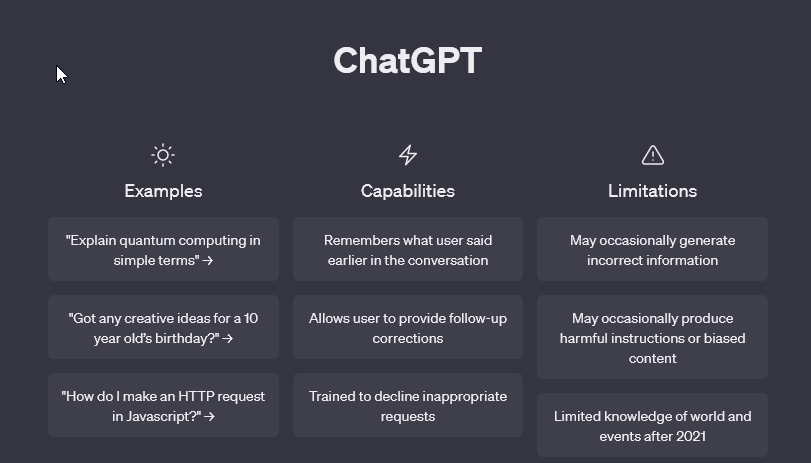 ChatGPT
Examples
"Explain quantum computing in
simple terms" →
"Got any creative ideas for a 10
year old’s birthday?" →
"How do I make an HTTP request
in Javascript?" →
Capabilities
Remembers what user said
earlier in the conversation
Allows user to provide follow-up
corrections
Trained to decline inappropriate
requests
Limitations
May occasionally generate
incorrect information
May occasionally produce
harmful instructions or biased
content
Limited knowledge of world and
events after 2021